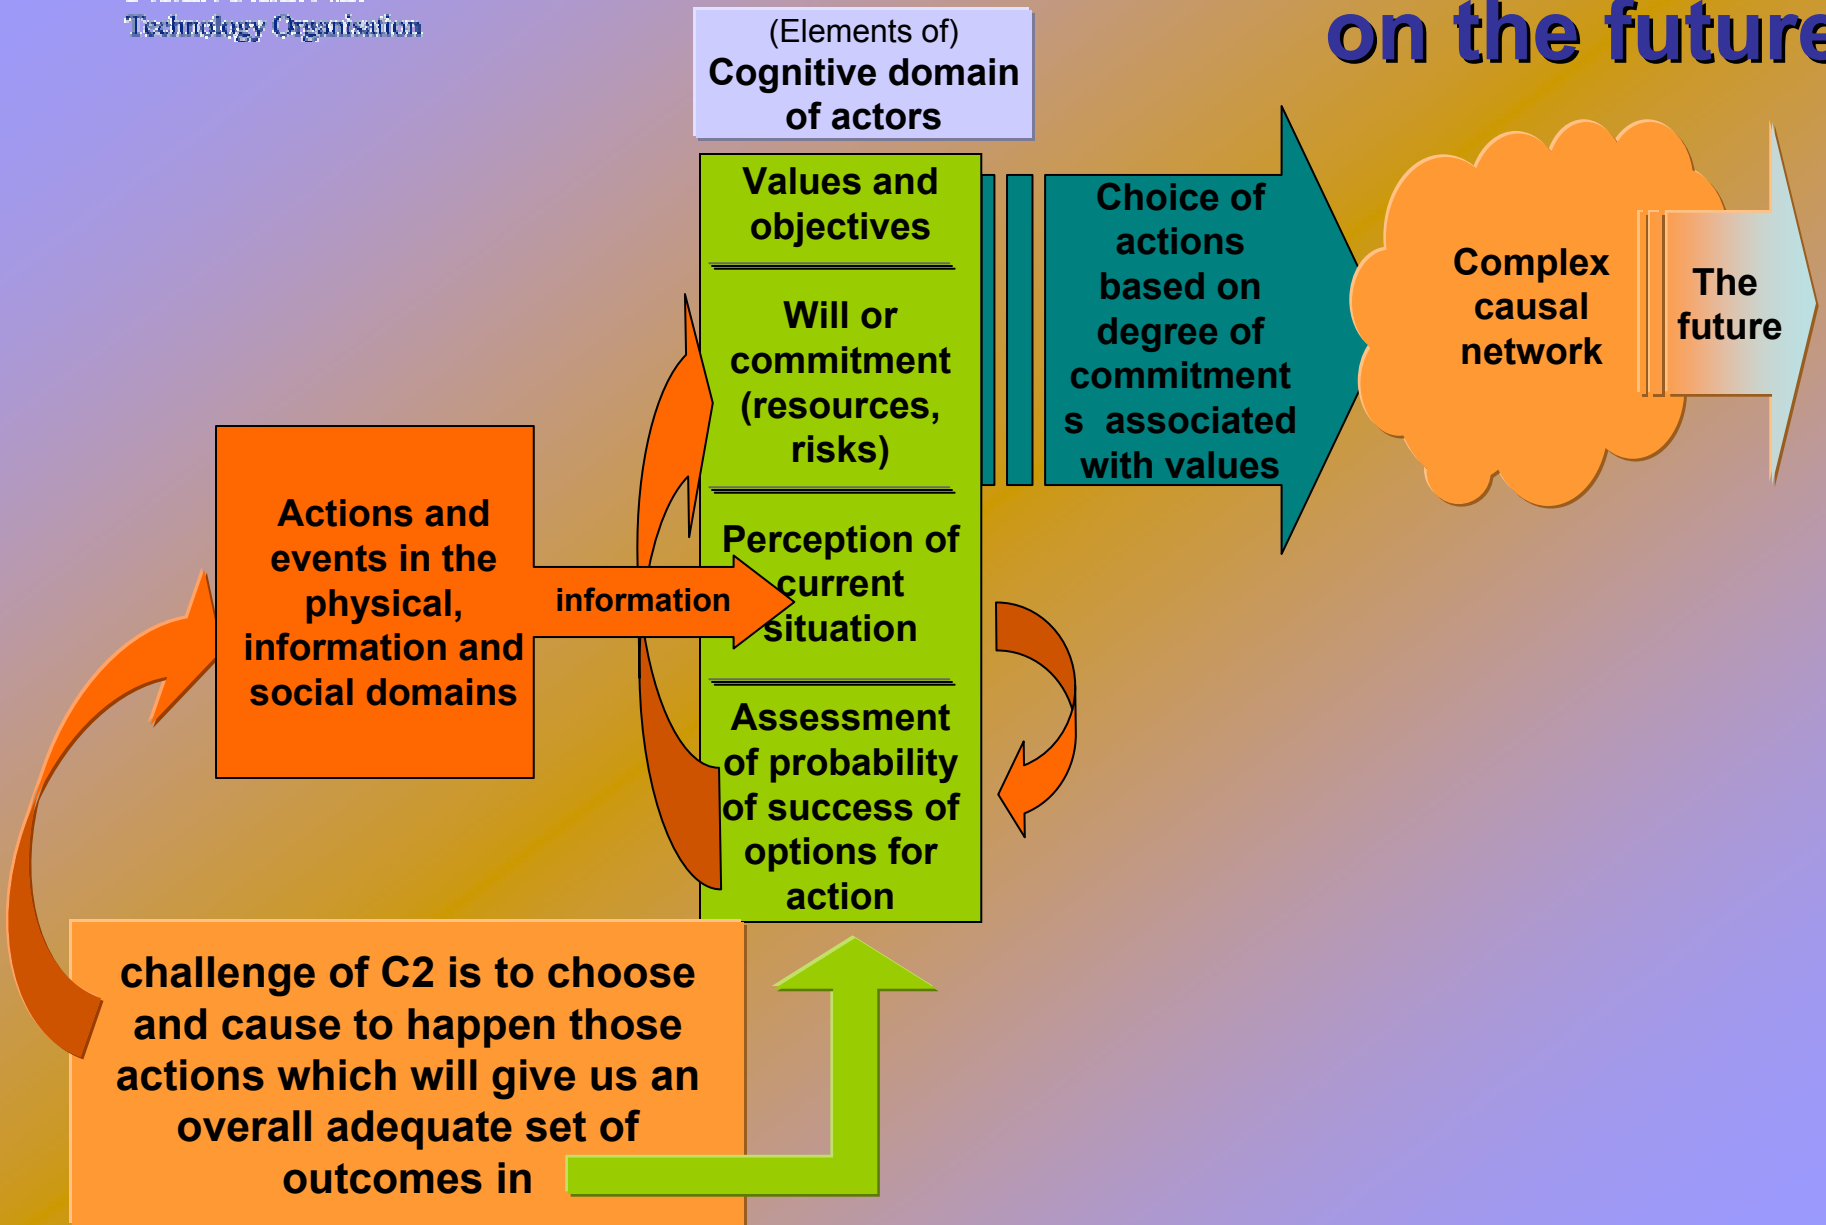 Technology Organisation
on the future
(Elements of)
Cognitive domain
of actors
Values and
objectives
Will or
commitment
(resources,
risks)
Perception of
current
situation
Assessment
of probability
of success of
options for
action
Choice of
actions
based on
degree of
commitment
s associated
with values
Complex
causal
network
The
future
Actions and
events in the
physical,
information and
social domains
information
challenge of C2 is to choose
and cause to happen those
actions which will give us an
overall adequate set of
outcomes in